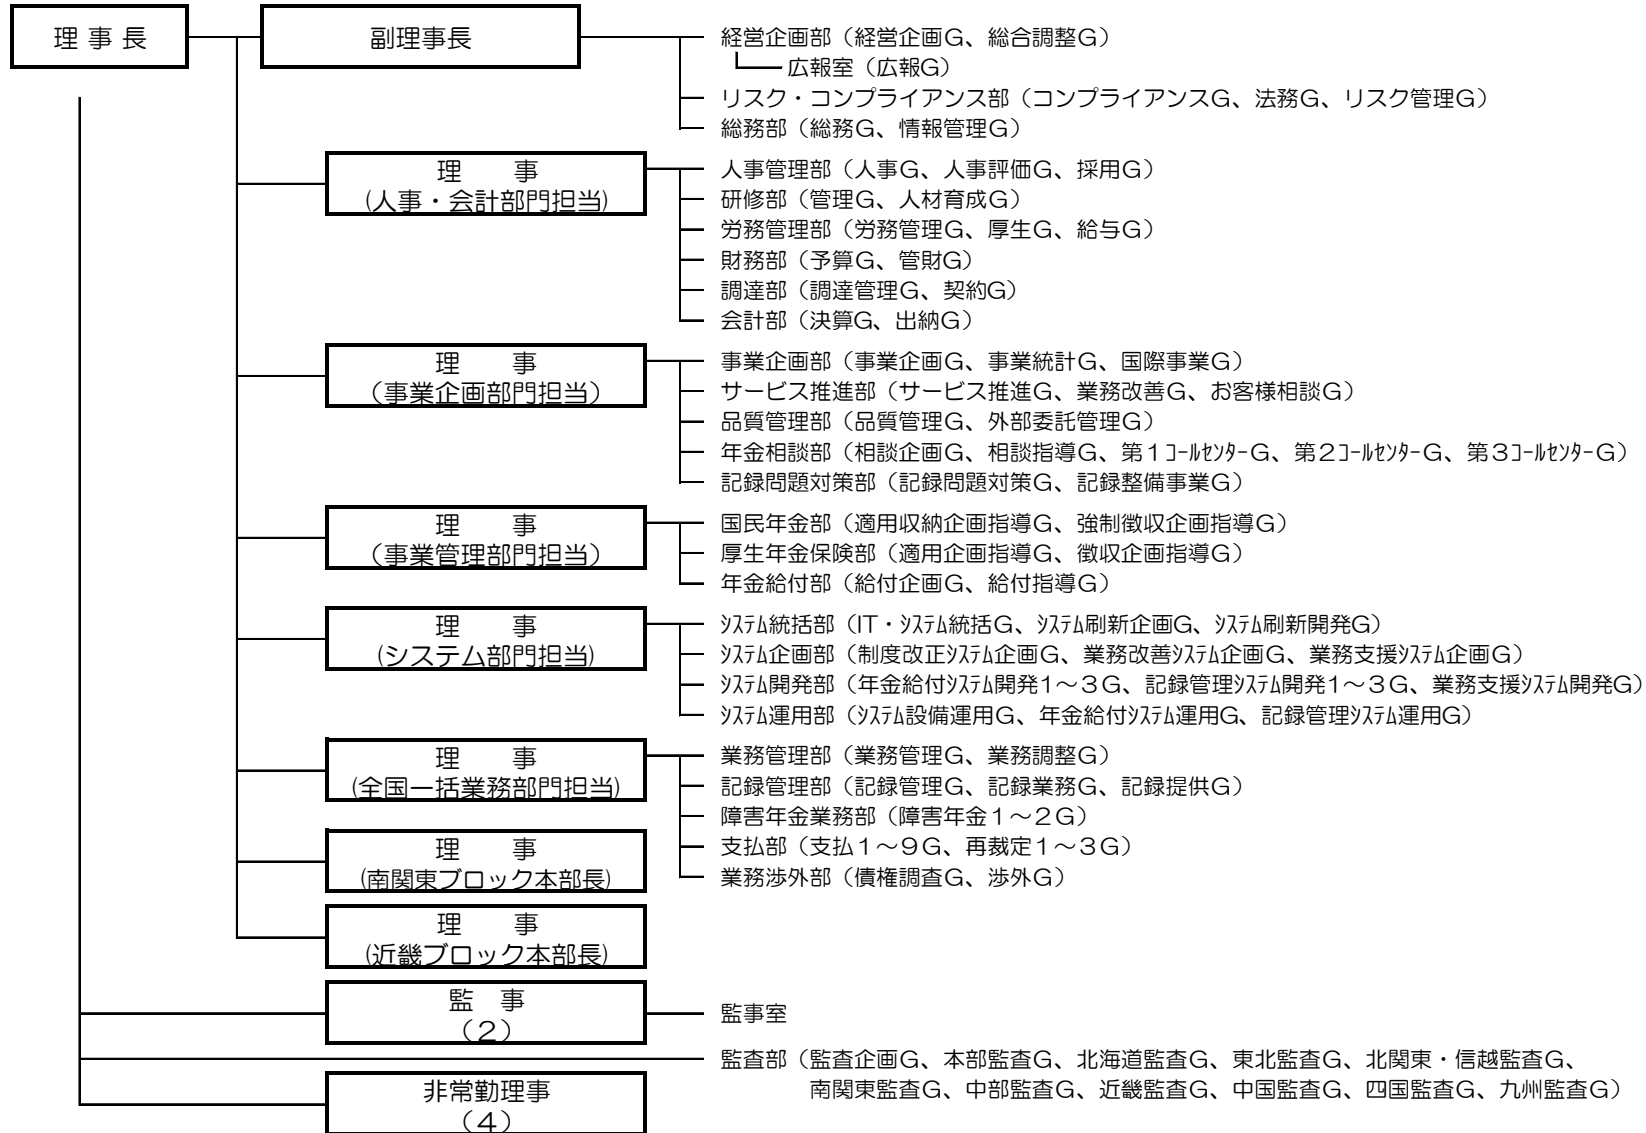 理 事 長
副理事長
経営企画部（経営企画Ｇ、総合調整Ｇ）
広報室（広報G）
リスク・コンプライアンス部（コンプライアンスＧ、法務Ｇ、リスク管理Ｇ）
総務部（総務Ｇ、情報管理Ｇ）
理　　事
(人事・会計部門担当)
人事管理部（人事Ｇ、人事評価Ｇ、採用Ｇ）
研修部（管理Ｇ、人材育成Ｇ）
労務管理部（労務管理Ｇ、厚生Ｇ、給与Ｇ）
財務部（予算Ｇ、管財Ｇ）
調達部（調達管理Ｇ、契約G）
会計部（決算G、出納Ｇ）
理　　事
（事業企画部門担当）
事業企画部（事業企画Ｇ、事業統計Ｇ、国際事業Ｇ）
サービス推進部（サービス推進Ｇ、業務改善Ｇ、お客様相談Ｇ）
品質管理部（品質管理Ｇ、外部委託管理Ｇ）
年金相談部（相談企画Ｇ、相談指導Ｇ、第１ｺｰﾙｾﾝﾀｰＧ、第２ｺｰﾙｾﾝﾀｰＧ、第３ｺｰﾙｾﾝﾀｰＧ）
記録問題対策部（記録問題対策Ｇ、記録整備事業Ｇ）
理　　事
（事業管理部門担当）
国民年金部（適用収納企画指導Ｇ、強制徴収企画指導Ｇ）
厚生年金保険部（適用企画指導Ｇ、徴収企画指導Ｇ）
年金給付部（給付企画Ｇ、給付指導Ｇ）
理　　事
(システム部門担当)
ｼｽﾃﾑ統括部（IT・ｼｽﾃﾑ統括Ｇ、ｼｽﾃﾑ刷新企画Ｇ、ｼｽﾃﾑ刷新開発Ｇ）
ｼｽﾃﾑ企画部（制度改正ｼｽﾃﾑ企画Ｇ、業務改善ｼｽﾃﾑ企画Ｇ、業務支援ｼｽﾃﾑ企画Ｇ）
ｼｽﾃﾑ開発部（年金給付ｼｽﾃﾑ開発1～３Ｇ、記録管理ｼｽﾃﾑ開発1～３Ｇ、業務支援ｼｽﾃﾑ開発G）
ｼｽﾃﾑ運用部（ｼｽﾃﾑ設備運用Ｇ、年金給付ｼｽﾃﾑ運用Ｇ、記録管理ｼｽﾃﾑ運用Ｇ）
理　　事
(全国一括業務部門担当)
業務管理部（業務管理Ｇ、業務調整Ｇ）
記録管理部（記録管理Ｇ、記録業務Ｇ、記録提供Ｇ）
障害年金業務部（障害年金１～２Ｇ）
支払部（支払１～９Ｇ、再裁定１～３Ｇ）
業務渉外部（債権調査Ｇ、渉外Ｇ）
理　　事
(南関東ブロック本部長)
理　　事
(近畿ブロック本部長)
監　事
（２）
監事室
監査部（監査企画Ｇ、本部監査Ｇ、北海道監査Ｇ、東北監査Ｇ、北関東・信越監査Ｇ、
南関東監査Ｇ、中部監査Ｇ、近畿監査Ｇ、中国監査Ｇ、四国監査Ｇ、九州監査Ｇ）
非常勤理事
（４）